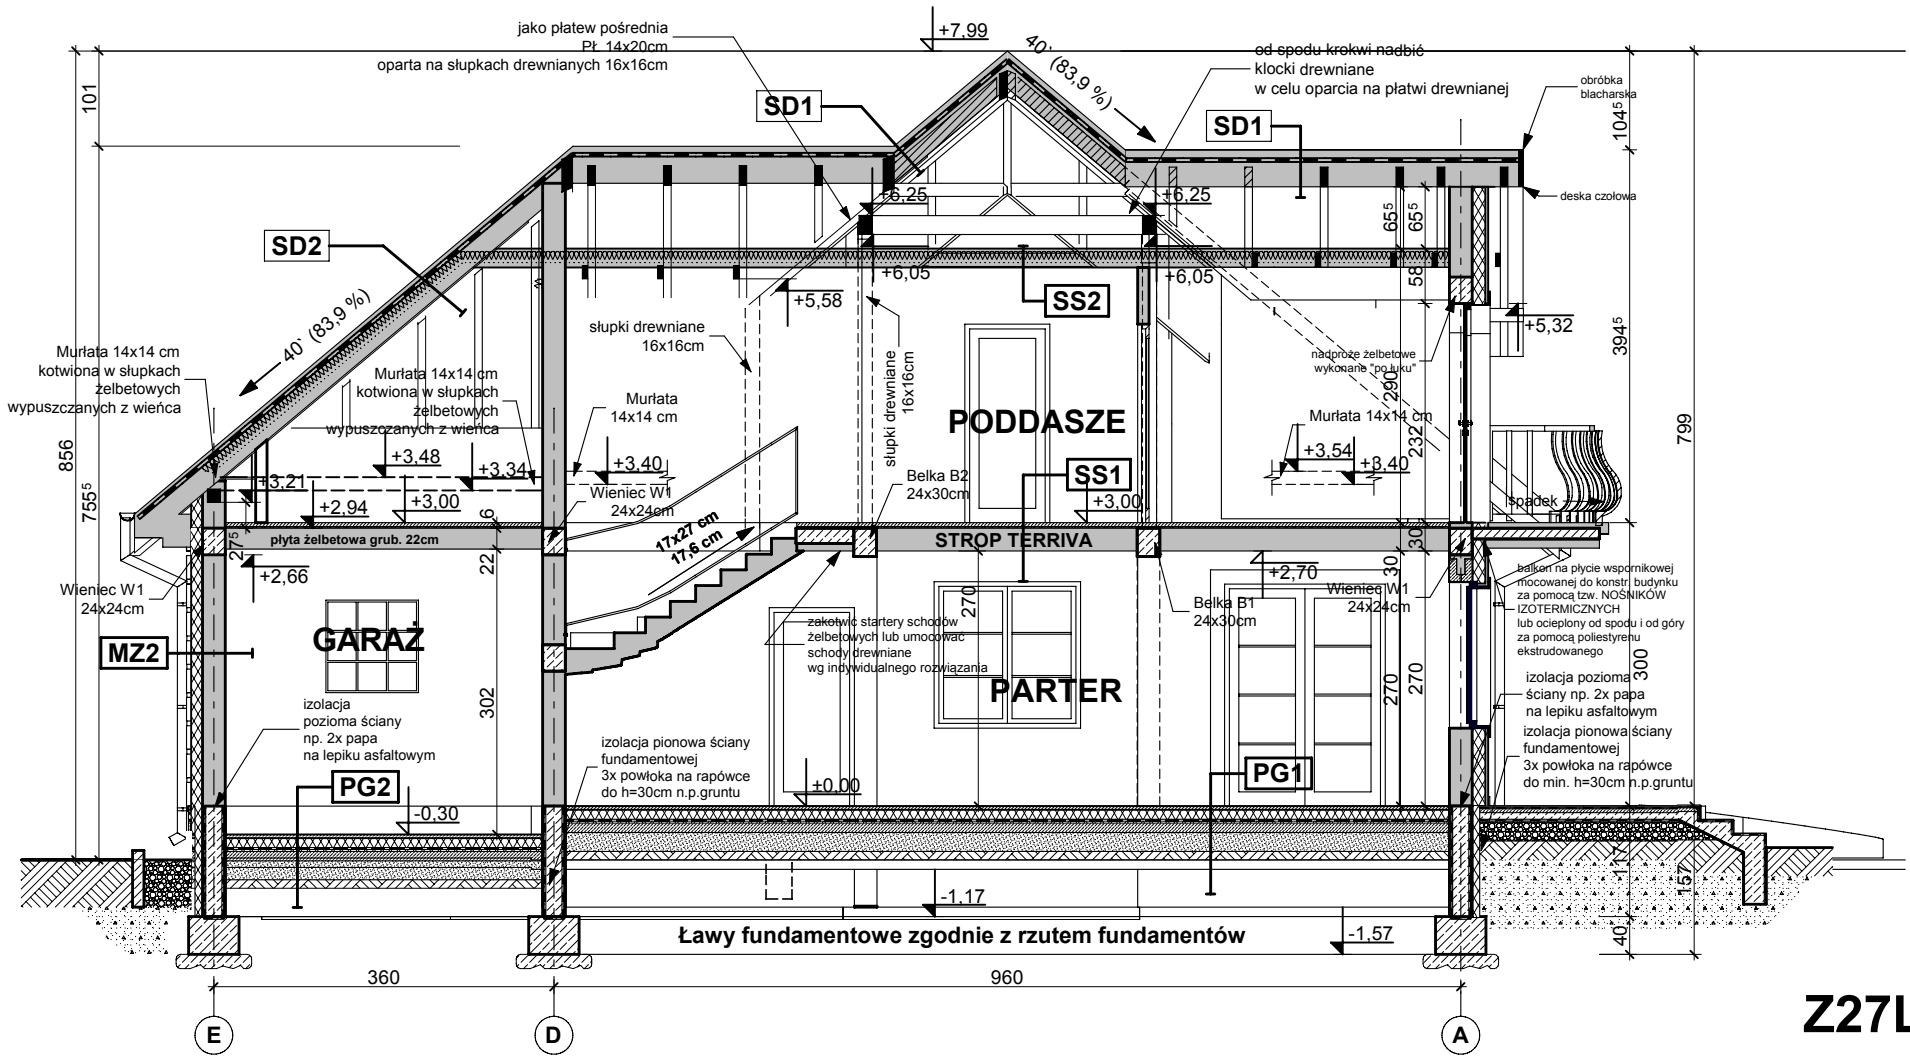 jako płatew pośrednia
PŁ. 14x20cm
oparta na słupkach drewnianych 16x16cm
+7,99
40` (83,9 %)
od spodu krokwi nadbić
klocki drewniane
w celu oparcia na płatwi drewnianej
obróbka
blacharska
101
104⁵
SD1
SD1
deska czołowa
+6,25
+6,25
65⁵
65⁵
SD2
+6,05
+6,05
58
+5,58
SS2
+5,32
40` (83,9 %)
słupki drewniane
16x16cm
słupki drewniane
16x16cm
nadproże żelbetowe
wykonane "po łuku"
394⁵
290
232
Murłata 14x14 cm
kotwiona w słupkach
żelbetowych
wypuszczanych z wieńca
Murłata 14x14 cm
kotwiona w słupkach
żelbetowych
wypuszczanych z wieńca
Murłata
14x14 cm
PODDASZE
Murłata 14x14 cm
799
856
755⁵
+3,48
+3,34
+3,40
+3,54
+3,40
+3,21
+2,94
+3,00
6
Belka B2
24x30cm
SS1
+3,00
Wieniec W1
24x24cm
spadek
płyta żelbetowa grub. 22cm
27⁵
22
17x27 cm
17,6 cm
STROP TERRIVA
30
30
+2,66
+2,70
Wieniec W1
24x24cm
Wieniec W1
24x24cm
Belka B1
24x30cm
balkon na płycie wspornikowej
mocowanej do konstr. budynku
za pomocą tzw. NOŚNIKÓW
IZOTERMICZNYCH
lub ocieplony od spodu i od góry
za pomocą poliestyrenu
ekstrudowanego
GARAŻ
MZ2
270
zakotwić startery schodów
żelbetowych lub umocować
schody drewniane
wg indywidualnego rozwiązania
PARTER
302
270
270
300
izolacja
pozioma ściany
np. 2x papa
na lepiku asfaltowym
izolacja pozioma
ściany np. 2x papa
na lepiku asfaltowym
izolacja pionowa ściany
fundamentowej
3x powłoka na rapówce
do h=30cm n.p.gruntu
izolacja pionowa ściany
fundamentowej
3x powłoka na rapówce
do min. h=30cm n.p.gruntu
PG2
PG1
±0,00
-0,30
117
157
-1,17
Ławy fundamentowe zgodnie z rzutem fundamentów
-1,57
40
360
960
E
D
A
Z27L